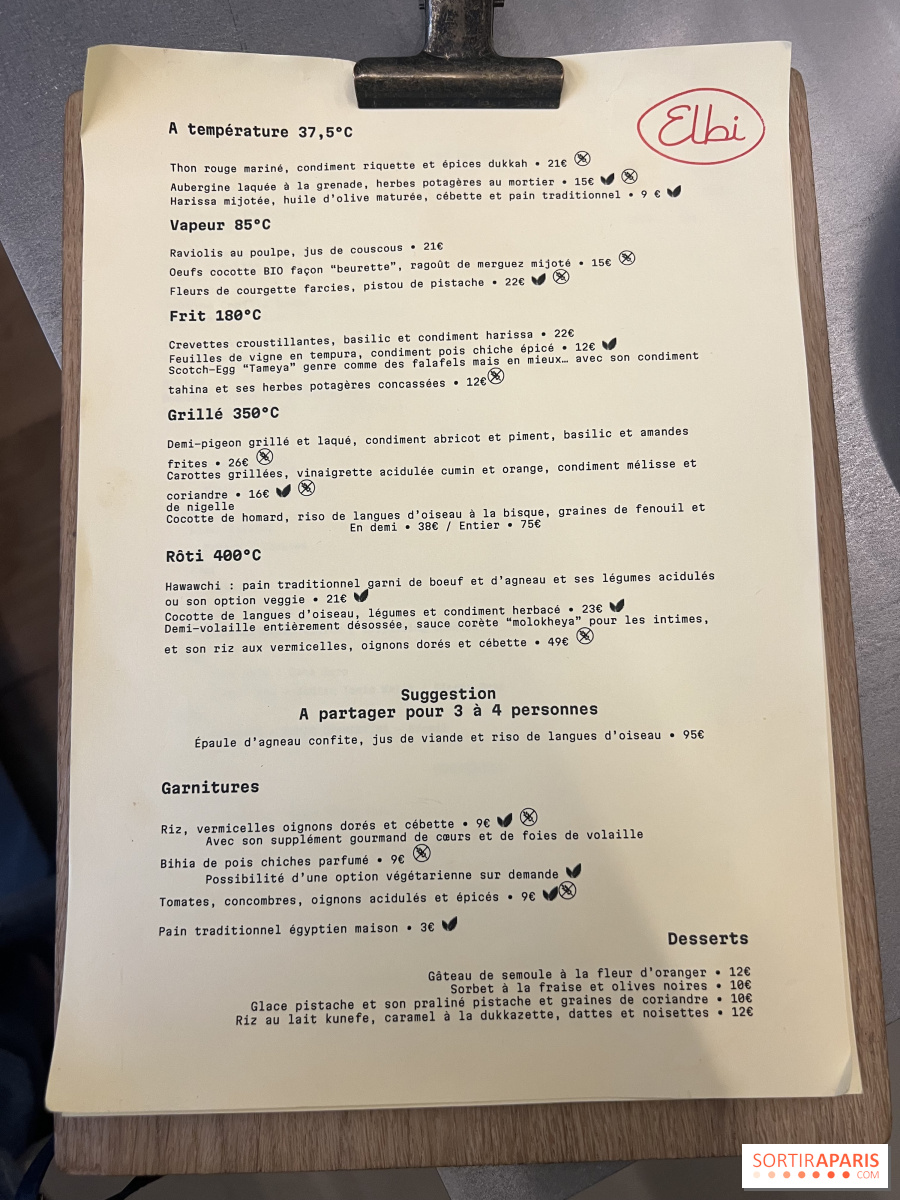 Elbi
A température 37,5°C
Thon rouge mariné, condiment riquette et épices dukkah • 21€
Aubergine laquée à la grenade, herbes potagères au mortier • 15€
Harissa mijotée, huile d'olive maturée, cébette et pain traditionnel • 9 €
Vapeur 85°C
Raviolis au poulpe, jus de couscous • 21€
Oeufs cocotte BIO façon "beurette", ragoût de merguez mijoté • 15€
Fleurs de courgette farcies, pistou de pistache • 22€
Frit 180°C
Crevettes croustillantes, basilic et condiment harissa • 22€
Feuilles de vigne en tempura, condiment pois chiche épicé • 12€
Scotch-Egg "Tameya" genre comme des falafels mais en mieux… avec son condiment
tahina et ses herbes potagères concassées • 12€
Grillé 350°C
Demi-pigeon grillé et laqué, condiment abricot et piment, basilic et amandes
frites • 26€
Carottes grillées, vinaigrette acidulée cumin et orange, condiment mélisse et
coriandre • 16€
de nigelle
Cocotte de homard, riso de langues d'oiseau à la bisque, graines de fenouil et
En demi • 38€ / Entier • 75€
Rôti 400°C
Hawawchi : pain traditionnel garni de boeuf et d'agneau et ses légumes acidulés
ou son option veggie • 21€
Cocotte de langues d'oiseau, légumes et condiment herbacé • 23€
Demi-volaille entièrement désossée, sauce corète "molokheya" pour les intimes,
et son riz aux vermicelles, oignons dorés et cébette • 49€
Suggestion
A partager pour 3 à 4 personnes
Épaule d'agneau confite, jus de viande et riso de langues d'oiseau • 95€
Garnitures
Riz, vermicelles oignons dorés et cébette • 9€
Avec son supplément gourmand de cœurs et de foies de volaille
Bihia de pois chiches parfumé • 9€
Possibilité d'une option végétarienne sur demande
Tomates, concombres, oignons acidulés et épicés • 9€
Pain traditionnel égyptien maison • 3€
Desserts
Gâteau de semoule à la fleur d'oranger • 12€
Sorbet à la fraise et olives noires • 10€
Glace pistache et son praliné pistache et graines de coriandre • 10€
Riz au lait kunefe, caramel à la dukkazette, dattes et noisettes • 12€
SORTIRAPARIS
.COM